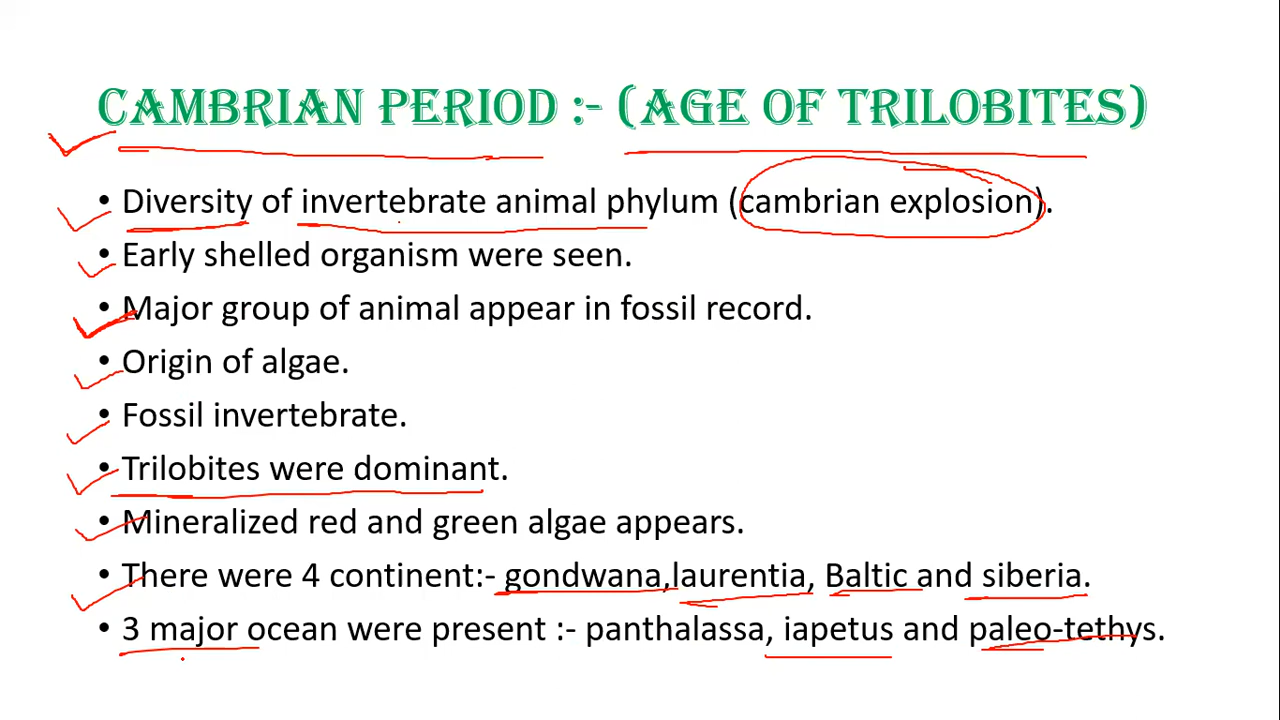 CAMBRIAN PERIOD :- (AGE OF TRILOBITES)
• Diversity of invertebrate animal phylum (cambrian explosion).
• Early shelled organism were seen.
• Major group of animal appear in fossil record.
• Origin of algae.
• Fossil invertebrate.
• Trilobites were dominant.
• Mineralized red and green algae appears.
• There were 4 continent:- gondwana,laurentia, Baltic and siberia.
• 3 major ocean were present :- panthalassa, iapetus and paleo-tethys.